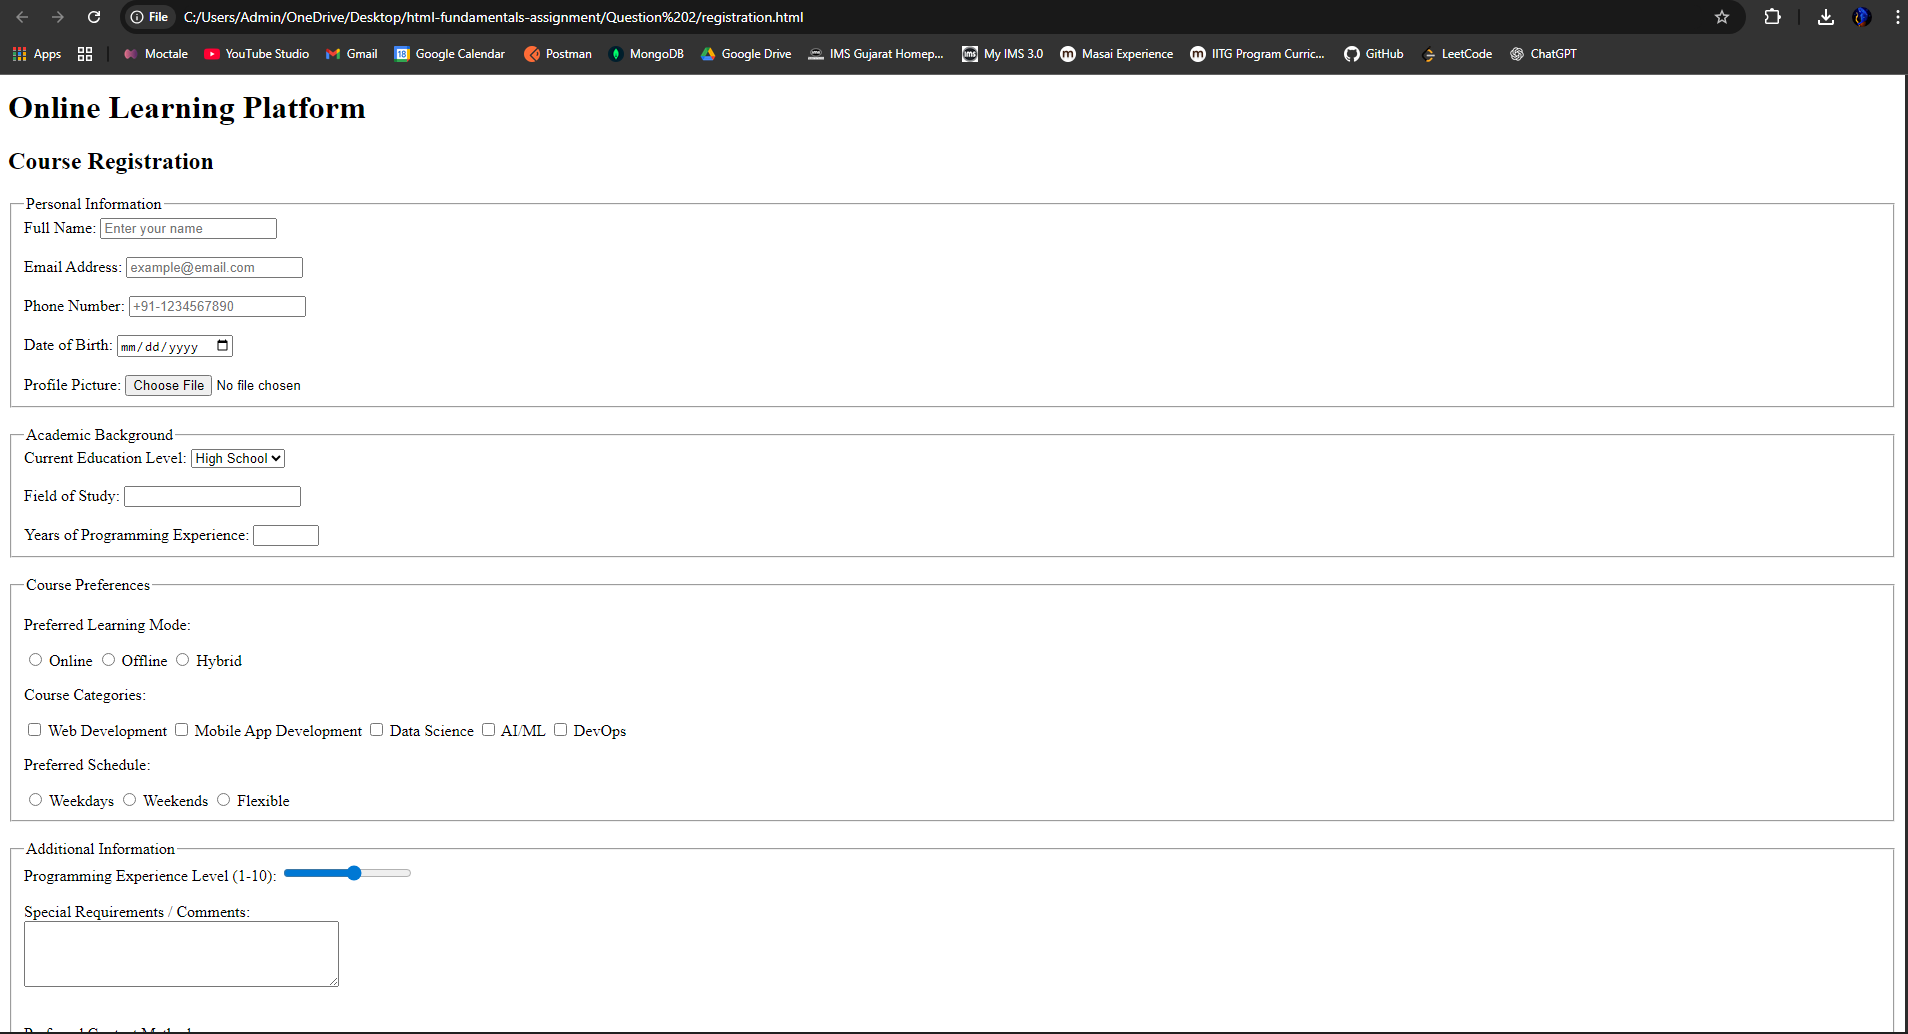 File C:/Users/Admin/OneDrive/Desktop/html-fundamentals-assignment/Question%202/registration.html
Apps Moctale YouTube Studio Gmail 18 Google Calendar Postman MongoDB Google Drive IMS Gujarat Homep... ims My IMS 3.0 m Masai Experience m IITG Program Curric... GitHub LeetCode ChatGPT
Online Learning Platform
Course Registration
Personal Information
Full Name: Enter your name
Email Address: example@email.com
Phone Number: +91-1234567890
Date of Birth: mm/dd/yyyy
Profile Picture: Choose File No file chosen
Academic Background
Current Education Level: High School
Field of Study:
Years of Programming Experience:
Course Preferences
Preferred Learning Mode:
Online Offline Hybrid
Course Categories:
Web Development Mobile App Development Data Science AI/ML DevOps
Preferred Schedule:
Weekdays Weekends Flexible
Additional Information
Programming Experience Level (1-10):
Special Requirements / Comments: